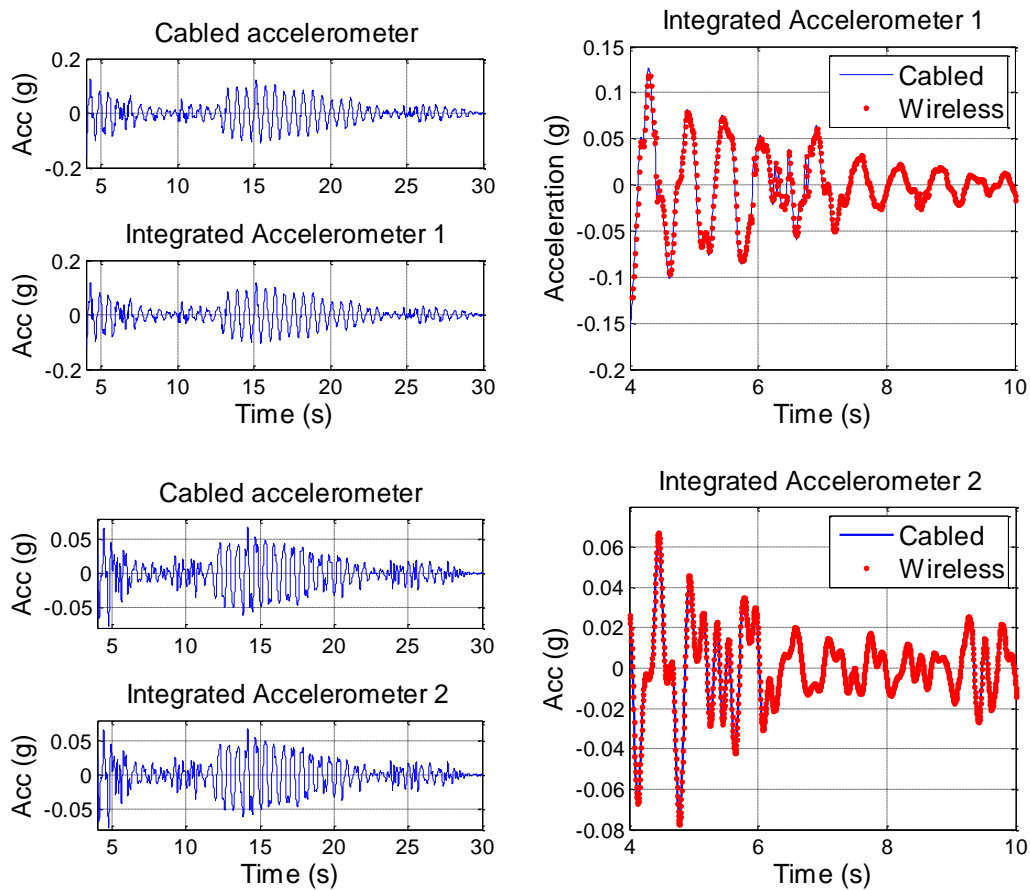 Cabled accelerometer
Acc (g)
0.2
0
-0.2
5 10 15 20 25 30
Integrated Accelerometer 1
Acc (g)
0.2
0
-0.2
5 10 15 20 25 30
Time (s)
Integrated Accelerometer 1
Acceleration (g)
0.15
0.1
0.05
0
-0.05
-0.1
-0.15
-0.2
4 6 8 10
Time (s)
Cabled
Wireless
Cabled accelerometer
Acc (g)
0.05
0
-0.05
5 10 15 20 25 30
Integrated Accelerometer 2
Acc (g)
0.05
0
-0.05
5 10 15 20 25 30
Time (s)
Integrated Accelerometer 2
Acc (g)
0.06
0.04
0.02
0
-0.02
-0.04
-0.06
-0.08
4 6 8 10
Time (s)
Cabled
Wireless